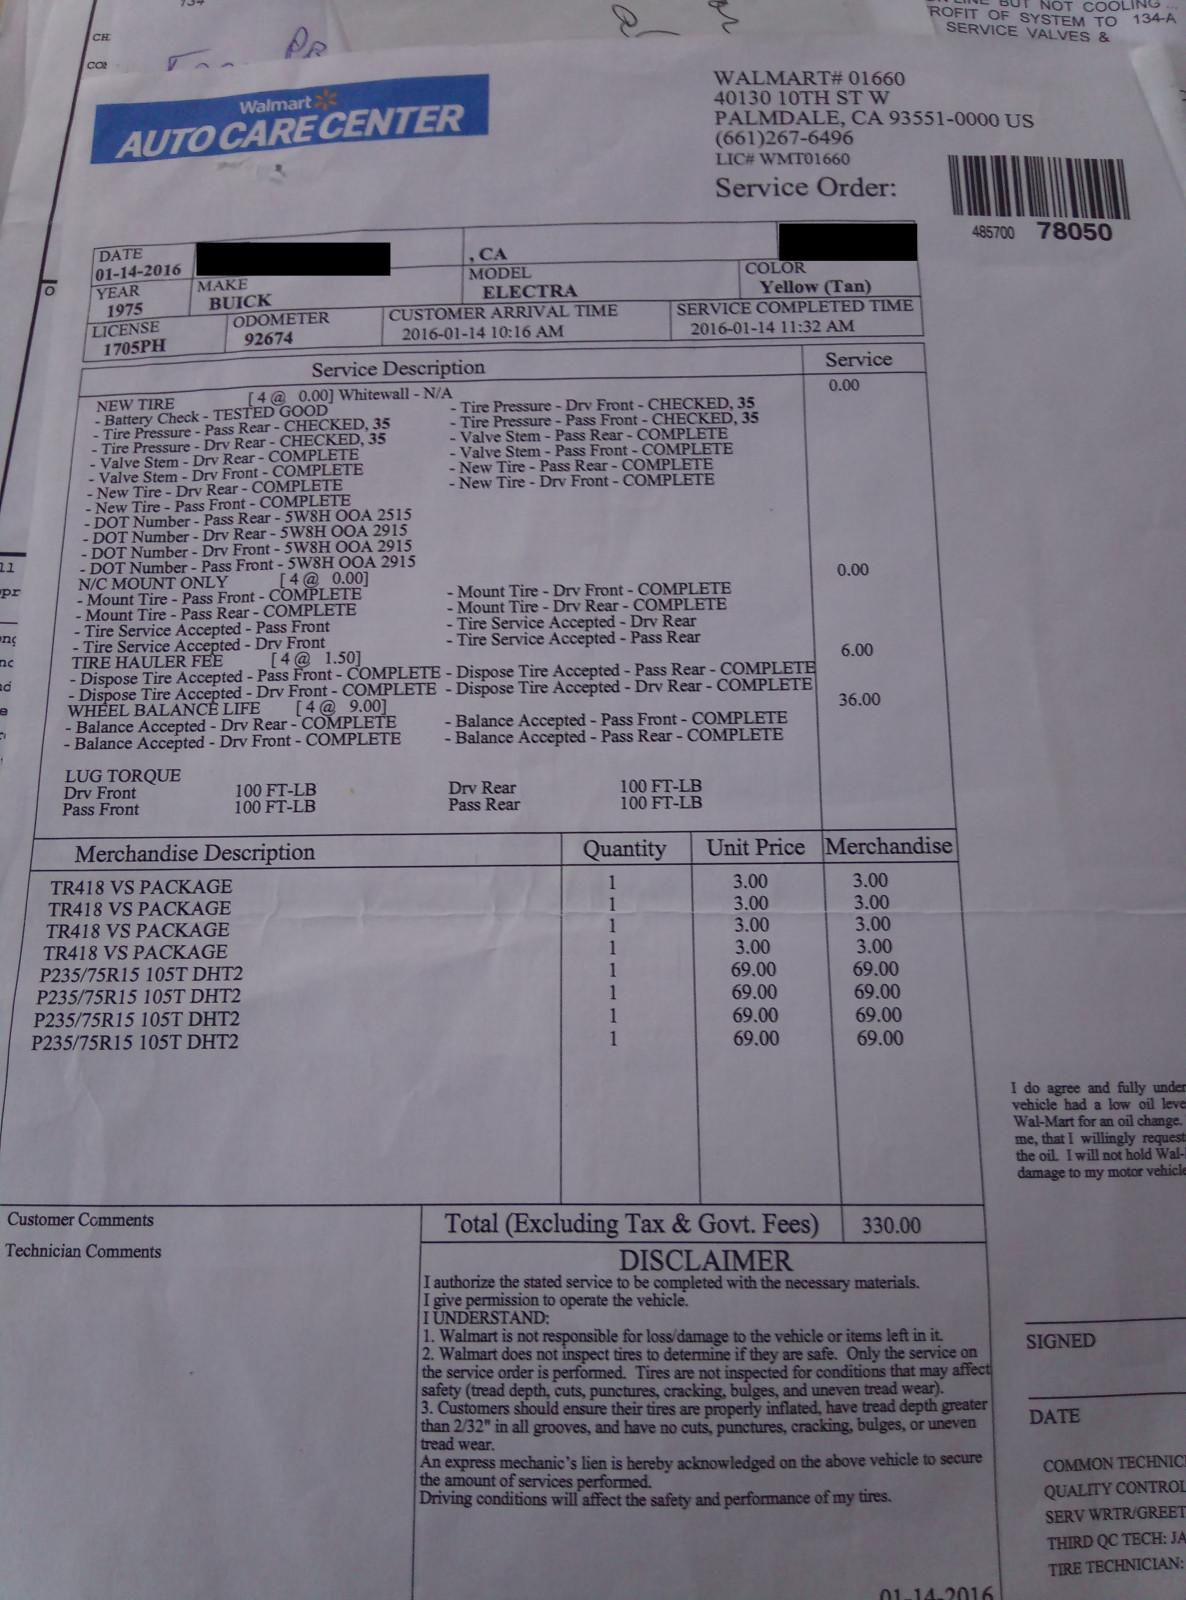 134
CH
CO
LINE BUT NOT COOLING
ROFIT OF SYSTEM TO 134-A
SERVICE VALVES &
Walmart
AUTO CARE CENTER
WALMART# 01660
40130 10TH ST W
PALMDALE, CA 93551-0000 US
(661)267-6496
LIC# WMT01660
Service Order:
485700 78050
DATE
01-14-2016
, CA
YEAR
1975
MAKE
BUICK
MODEL
ELECTRA
COLOR
Yellow (Tan)
LICENSE
1705PH
ODOMETER
92674
CUSTOMER ARRIVAL TIME
2016-01-14 10:16 AM
SERVICE COMPLETED TIME
2016-01-14 11:32 AM
Service Description Service
NEW TIRE [ 4 @ 0.00] Whitewall - N/A 0.00
- Battery Check - TESTED GOOD - Tire Pressure - Drv Front - CHECKED, 35
- Tire Pressure - Pass Rear - CHECKED, 35 - Tire Pressure - Pass Front - CHECKED, 35
- Tire Pressure - Drv Rear - CHECKED, 35 - Valve Stem - Pass Rear - COMPLETE
- Valve Stem - Drv Rear - COMPLETE - Valve Stem - Pass Front - COMPLETE
- Valve Stem - Drv Front - COMPLETE - New Tire - Pass Rear - COMPLETE
- New Tire - Drv Rear - COMPLETE - New Tire - Drv Front - COMPLETE
- New Tire - Pass Front - COMPLETE
- DOT Number - Pass Rear - 5W8H OOA 2515
- DOT Number - Drv Rear - 5W8H OOA 2915
- DOT Number - Drv Front - 5W8H OOA 2915
- DOT Number - Pass Front - 5W8H OOA 2915
N/C MOUNT ONLY [ 4 @ 0.00] 0.00
- Mount Tire - Pass Front - COMPLETE - Mount Tire - Drv Front - COMPLETE
- Mount Tire - Pass Rear - COMPLETE - Mount Tire - Drv Rear - COMPLETE
- Tire Service Accepted - Pass Front - Tire Service Accepted - Drv Rear
- Tire Service Accepted - Drv Front - Tire Service Accepted - Pass Rear
TIRE HAULER FEE [ 4 @ 1.50] 6.00
- Dispose Tire Accepted - Pass Front - COMPLETE - Dispose Tire Accepted - Pass Rear - COMPLETE
- Dispose Tire Accepted - Drv Front - COMPLETE - Dispose Tire Accepted - Drv Rear - COMPLETE
WHEEL BALANCE LIFE [ 4 @ 9.00] 36.00
- Balance Accepted - Drv Rear - COMPLETE - Balance Accepted - Pass Front - COMPLETE
- Balance Accepted - Drv Front - COMPLETE - Balance Accepted - Pass Rear - COMPLETE
LUG TORQUE
Drv Front 100 FT-LB Drv Rear 100 FT-LB
Pass Front 100 FT-LB Pass Rear 100 FT-LB
Merchandise Description Quantity Unit Price Merchandise
TR418 VS PACKAGE 1 3.00 3.00
TR418 VS PACKAGE 1 3.00 3.00
TR418 VS PACKAGE 1 3.00 3.00
TR418 VS PACKAGE 1 3.00 3.00
P235/75R15 105T DHT2 1 69.00 69.00
P235/75R15 105T DHT2 1 69.00 69.00
P235/75R15 105T DHT2 1 69.00 69.00
P235/75R15 105T DHT2 1 69.00 69.00
I do agree and fully under
vehicle had a low oil leve
Wal-Mart for an oil change.
me, that I willingly request
the oil. I will not hold Wal-
damage to my motor vehicle
Customer Comments
Technician Comments
Total (Excluding Tax & Govt. Fees) 330.00
DISCLAIMER
I authorize the stated service to be completed with the necessary materials.
I give permission to operate the vehicle.
I UNDERSTAND:
1. Walmart is not responsible for loss/damage to the vehicle or items left in it.
2. Walmart does not inspect tires to determine if they are safe. Only the service on
the service order is performed. Tires are not inspected for conditions that may affect
safety (tread depth, cuts, punctures, cracking, bulges, and uneven tread wear).
3. Customers should ensure their tires are properly inflated, have tread depth greater
than 2/32" in all grooves, and have no cuts, punctures, cracking, bulges, or uneven
tread wear.
An express mechanic's lien is hereby acknowledged on the above vehicle to secure
the amount of services performed.
Driving conditions will affect the safety and performance of my tires.
SIGNED
DATE
COMMON TECHNIC
QUALITY CONTROL
SERV WRTR/GREET
THIRD QC TECH: JA
TIRE TECHNICIAN:
01-14-2016